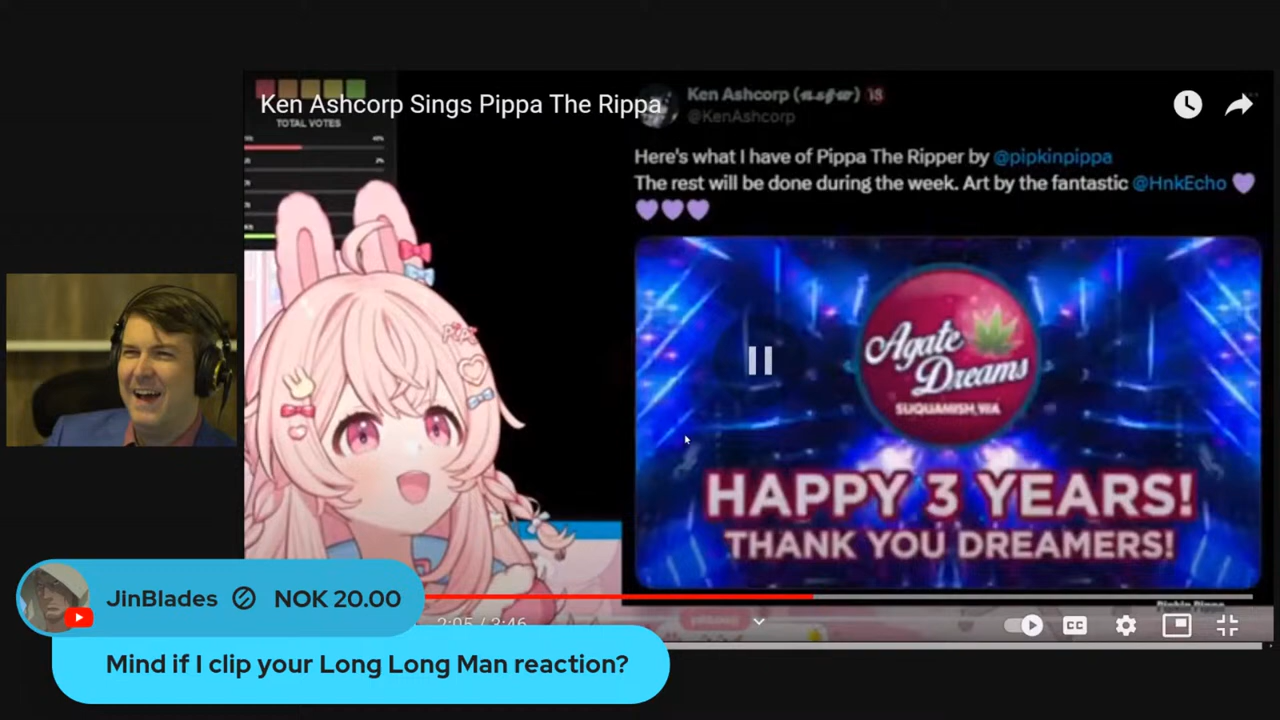 Ken Ashcorp Sings Pippa The Rippa
TOTAL VOTES
Ken Ashcorp (nsfw) 🔞
@KenAshcorp
Here's what I have of Pippa The Ripper by @pipkinpippa
The rest will be done during the week. Art by the fantastic @HnkEcho 💜
💜💜💜
Agate
Dreams
SUQUAMISH, WA
HAPPY 3 YEARS!
THANK YOU DREAMERS!
JinBlades NOK 20.00
2:05 / 3:46
CC
Mind if I clip your Long Long Man reaction?